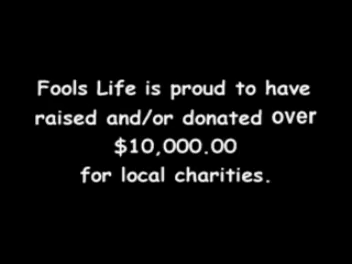 Fools Life is proud to have
raised and/or donated over
$10,000.00
for local charities.